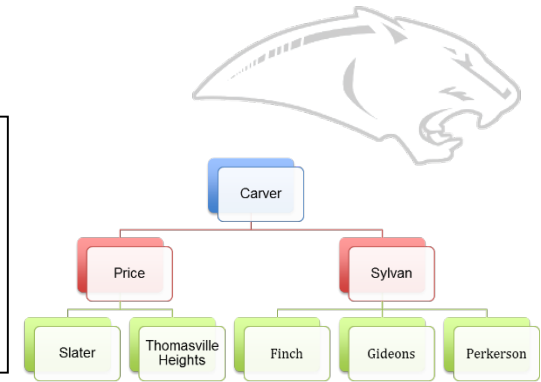 Carver
Price
Sylvan
Slater
Thomasville
Heights
Finch
Gideons
Perkerson